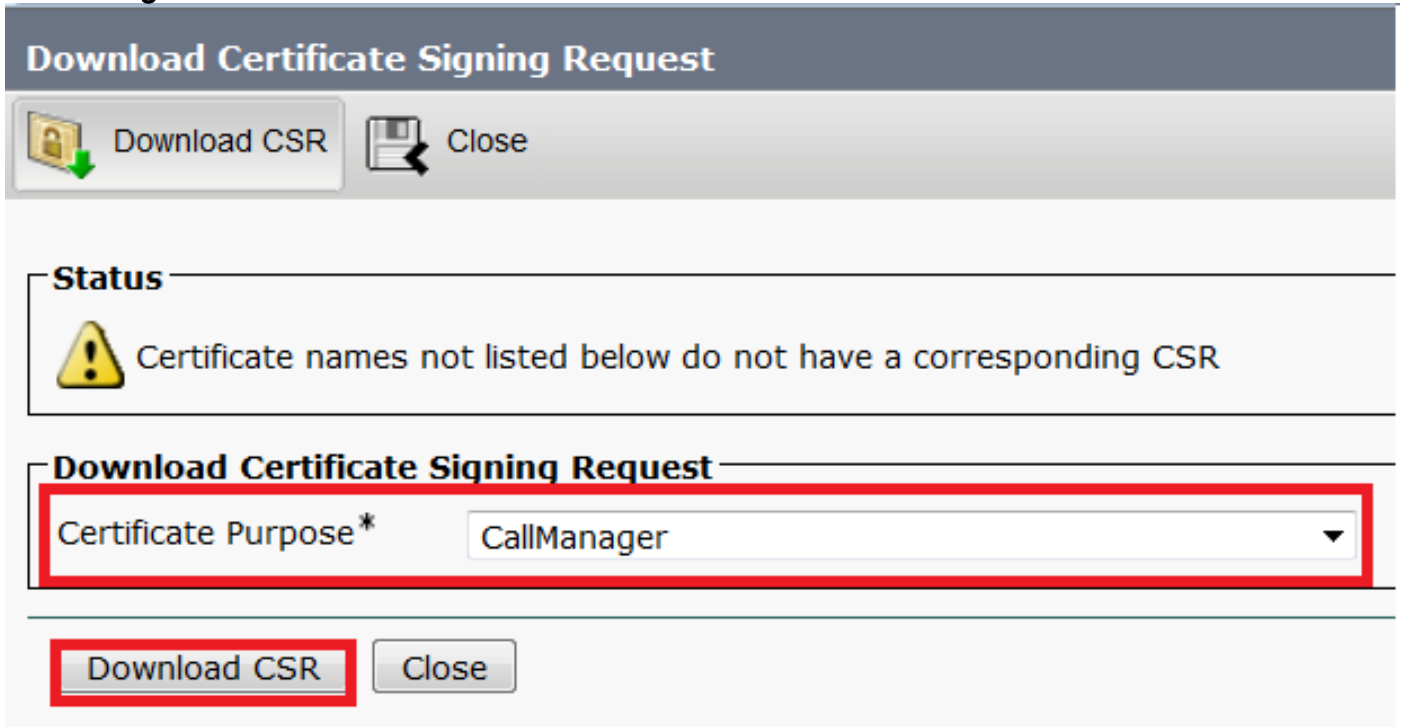 Download Certificate Signing Request
Download CSR Close
Status
Certificate names not listed below do not have a corresponding CSR
Download Certificate Signing Request
Certificate Purpose* CallManager
Download CSR Close